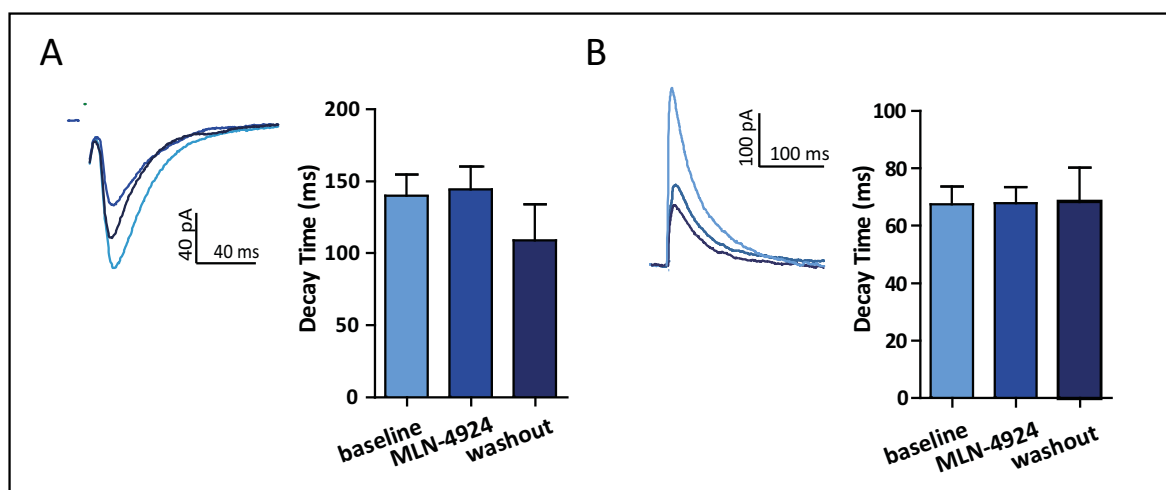 A
40 pA
40 ms
Decay Time (ms)
200
150
100
50
0
baseline
MLN-4924
washout
B
100 pA
100 ms
Decay Time (ms)
100
80
60
40
20
0
baseline
MLN-4924
washout